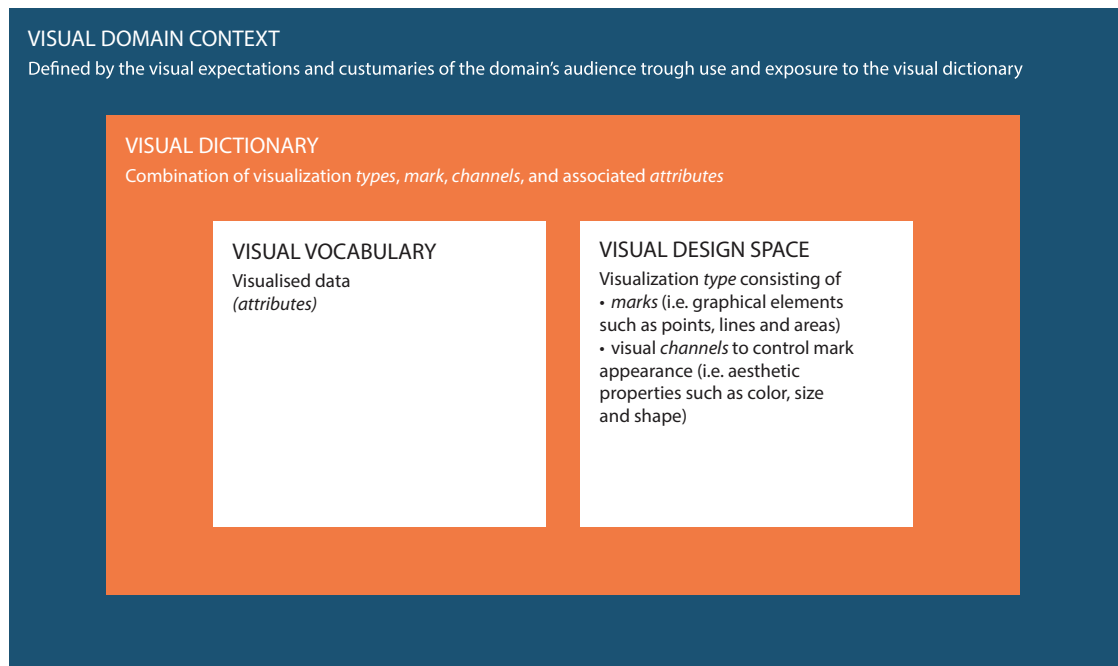 VISUAL DOMAIN CONTEXT
Defined by the visual expectations and custumaries of the domain's audience trough use and exposure to the visual dictionary
VISUAL DICTIONARY
Combination of visualization types, mark, channels, and associated attributes
VISUAL VOCABULARY
Visualised data
(attributes)
VISUAL DESIGN SPACE
Visualization type consisting of
• marks (i.e. graphical elements
such as points, lines and areas)
• visual channels to control mark
appearance (i.e. aesthetic
properties such as color, size
and shape)